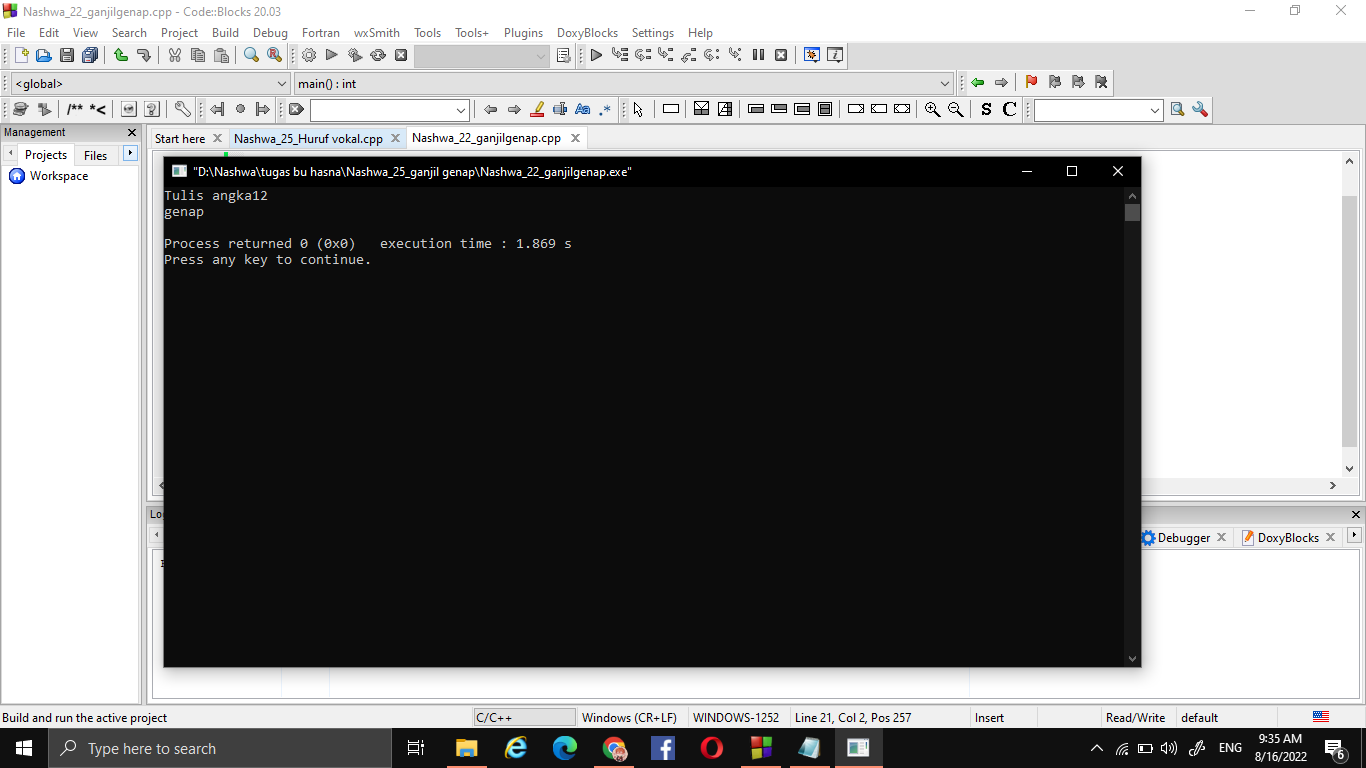 Nashwa_22_ganjilgenap.cpp - Code::Blocks 20.03
File Edit View Search Project Build Debug Fortran wxSmith Tools Tools+ Plugins DoxyBlocks Settings Help
<global> main() : int
/** *< S C
Management
Start here Nashwa_25_Huruf vokal.cpp Nashwa_22_ganjilgenap.cpp
Projects Files
Workspace
"D:\Nashwa\tugas bu hasna\Nashwa_25_ganjil genap\Nashwa_22_ganjilgenap.exe"
Tulis angka12
genap
Process returned 0 (0x0)   execution time : 1.869 s
Press any key to continue.
Debugger DoxyBlocks
Build and run the active project C/C++ Windows (CR+LF) WINDOWS-1252 Line 21, Col 2, Pos 257 Insert Read/Write default
Type here to search
ENG 9:35 AM
8/16/2022 6